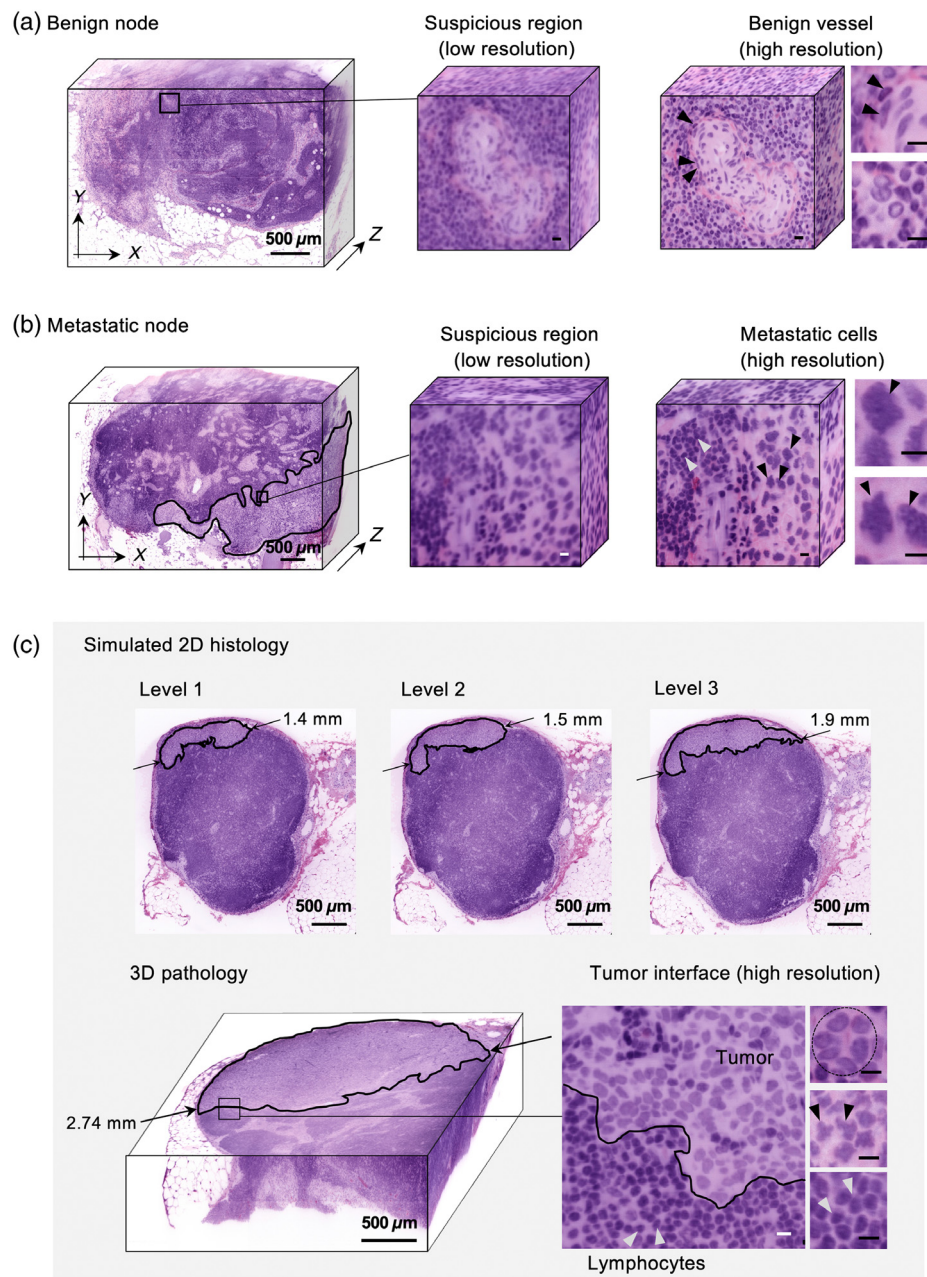 (a) Benign node
Suspicious region
(low resolution)
Benign vessel
(high resolution)
Y
X
Z
500 µm
(b) Metastatic node
Suspicious region
(low resolution)
Metastatic cells
(high resolution)
Y
X
Z
500 µm
(c)
Simulated 2D histology
Level 1
Level 2
Level 3
1.4 mm
1.5 mm
1.9 mm
500 µm
500 µm
500 µm
3D pathology
Tumor interface (high resolution)
Tumor
2.74 mm
500 µm
Lymphocytes